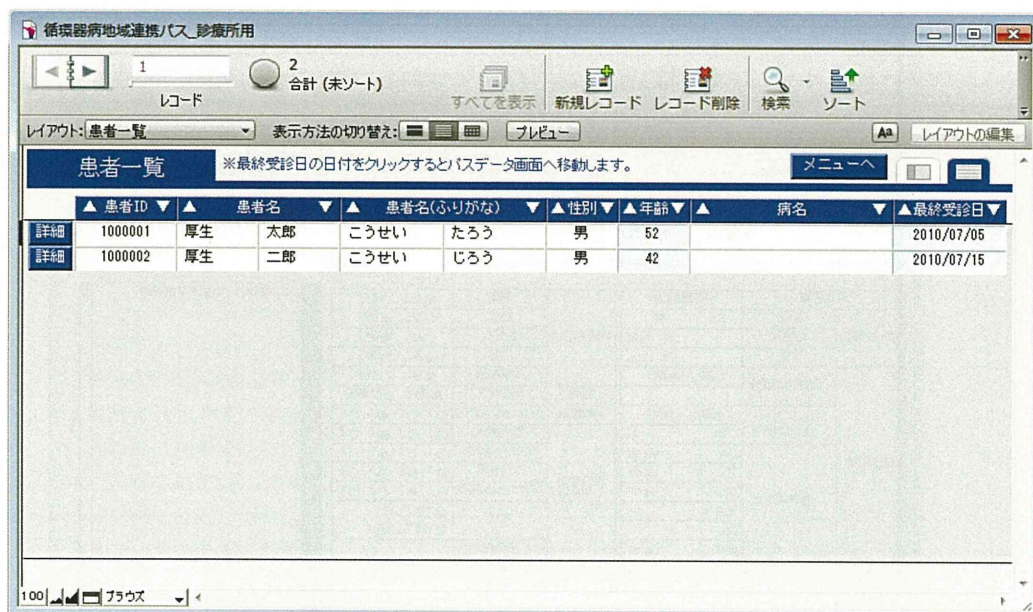 循環器病地域連携パス_診療所用
1 レコード 2 合計 (未ソート) すべてを表示 新規レコード レコード削除 検索 ソート
レイアウト: 患者一覧 表示方法の切り替え: プレビュー Aa レイアウトの編集
患者一覧 ※最終受診日の日付をクリックするとパスデータ画面へ移動します。 メニューへ
▲ 患者ID ▼ ▲ 患者名 ▼ ▲ 患者名(ふりがな) ▼ ▲性別▼ ▲年齢▼ ▲ 病名 ▼ ▲最終受診日▼
詳細 1000001 厚生 太郎 こうせい たろう 男 52 2010/07/05
詳細 1000002 厚生 二郎 こうせい じろう 男 42 2010/07/15
100 ブラウズ